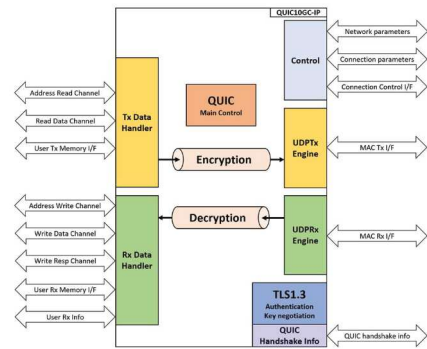 QUIC10GC-IP
Network parameters
Connection parameters
Connection Control I/F
Control
QUIC
Main Control
Tx Data
Handler
Address Read Channel
Read Data Channel
User Tx Memory I/F
Encryption
UDPTx
Engine
MAC Tx I/F
Address Write Channel
Write Data Channel
Write Resp Channel
User Rx Memory I/F
User Rx Info
Rx Data
Handler
Decryption
UDPRx
Engine
MAC Rx I/F
TLS1.3
Authentication
Key negotiation
QUIC
Handshake Info
QUIC handshake info